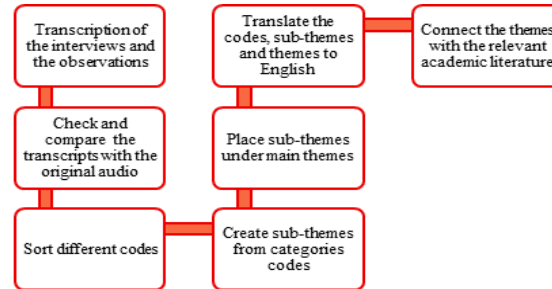 Transcription of
the interviews and
the observations
Check and
compare the
transcripts with the
original audio
Sort different codes
Create sub-themes
from categories
codes
Place sub-themes
under main themes
Translate the
codes, sub-themes
and themes to
English
Connect the themes
with the relevant
academic literature